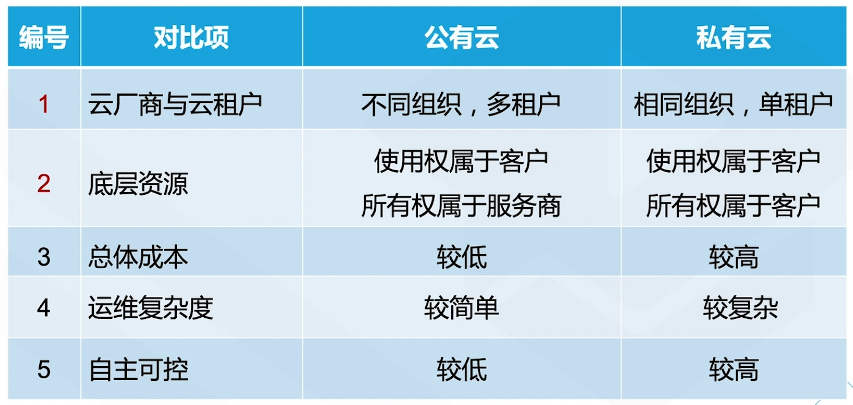 编号 对比项 公有云 私有云
1 云厂商与云租户 不同组织，多租户 相同组织，单租户
2 底层资源 使用权属于客户 使用权属于客户
所有权属于服务商 所有权属于客户
3 总体成本 较低 较高
4 运维复杂度 较简单 较复杂
5 自主可控 较低 较高